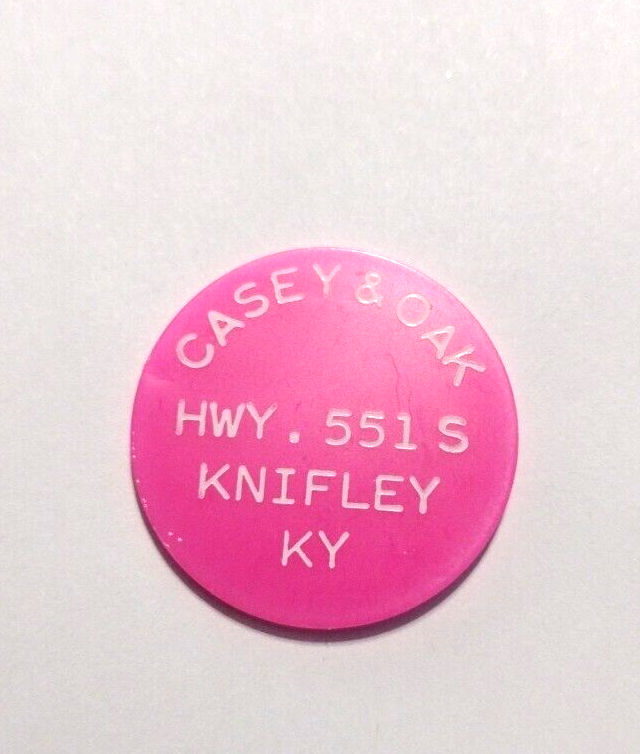 CASEY & OAK
HWY. 551 S
KNIFLEY
KY